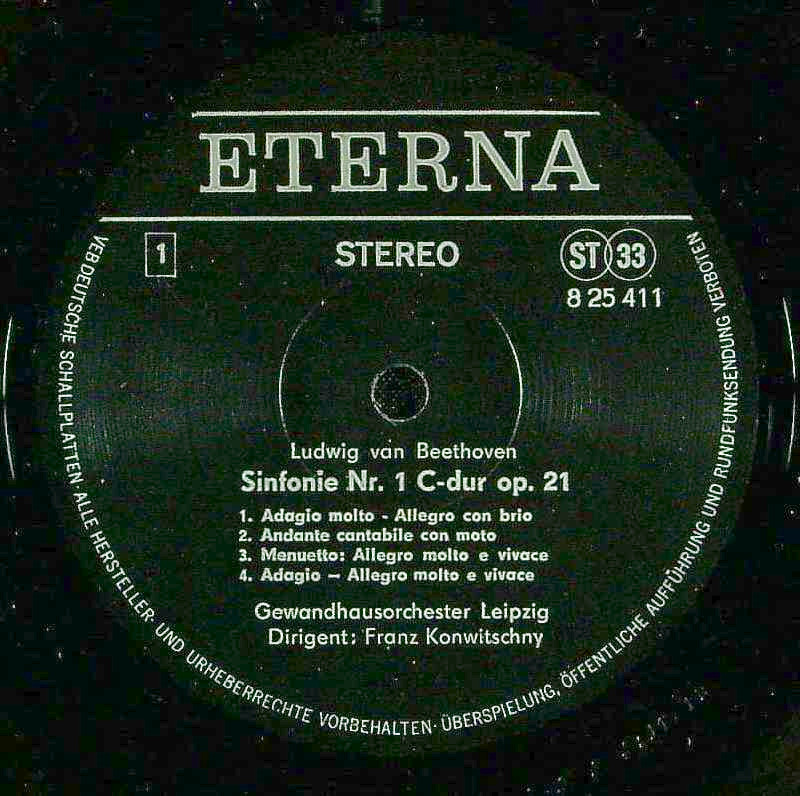 ETERNA
1
STEREO
ST 33
8 25 411
Ludwig van Beethoven
Sinfonie Nr. 1 C-dur op. 21
1. Adagio molto - Allegro con brio
2. Andante cantabile con moto
3. Menuetto: Allegro molto e vivace
4. Adagio — Allegro molto e vivace
Gewandhausorchester Leipzig
Dirigent: Franz Konwitschny
VEB DEUTSCHE SCHALLPLATTEN · ALLE HERSTELLER- UND URHEBERRECHTE VORBEHALTEN · ÜBERSPIELUNG, ÖFFENTLICHE AUFFÜHRUNG UND RUNDFUNKSENDUNG VERBOTEN